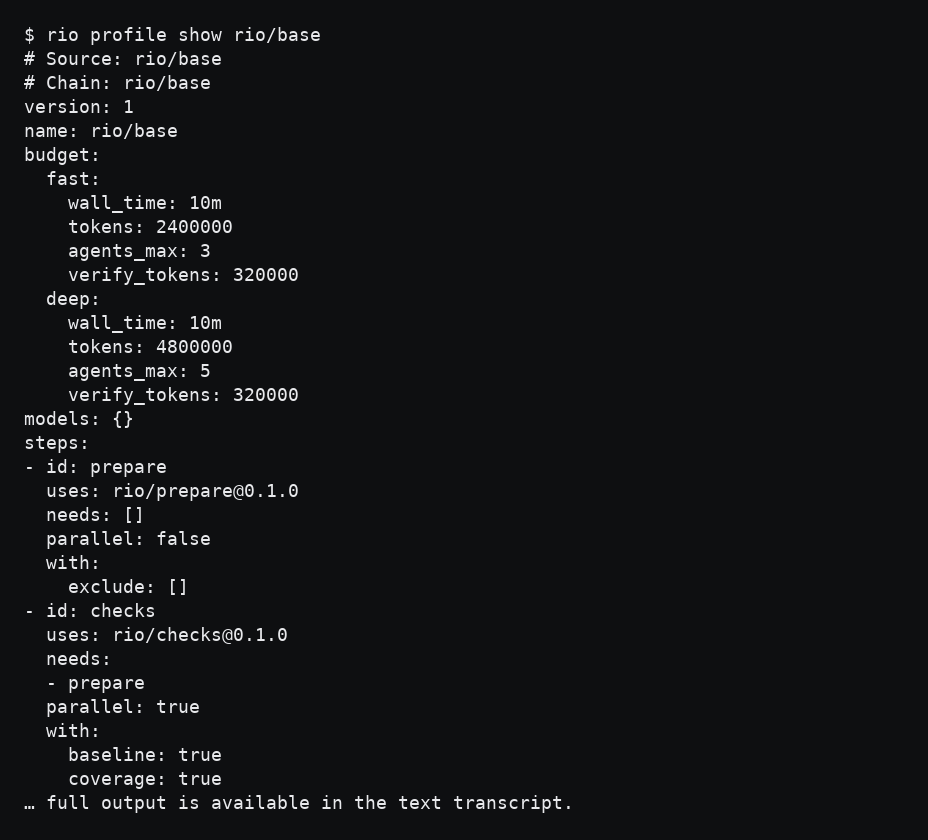 $ rio profile show rio/base
# Source: rio/base
# Chain: rio/base
version: 1
name: rio/base
budget:
  fast:
    wall_time: 10m
    tokens: 2400000
    agents_max: 3
    verify_tokens: 320000
  deep:
    wall_time: 10m
    tokens: 4800000
    agents_max: 5
    verify_tokens: 320000
models: {}
steps:
- id: prepare
  uses: rio/prepare@0.1.0
  needs: []
  parallel: false
  with:
    exclude: []
- id: checks
  uses: rio/checks@0.1.0
  needs:
  - prepare
  parallel: true
  with:
    baseline: true
    coverage: true
… full output is available in the text transcript.